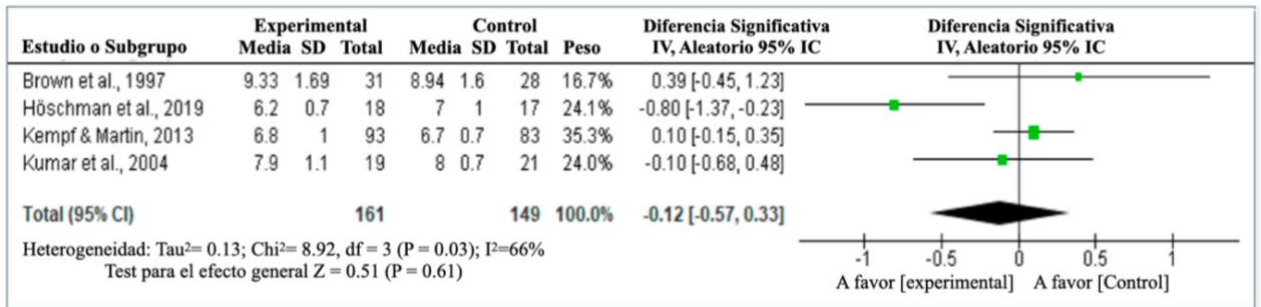 Experimental Control Diferencia Significativa Diferencia Significativa
Estudio o Subgrupo Media SD Total Media SD Total Peso IV, Aleatorio 95% IC IV, Aleatorio 95% IC
Brown et al., 1997 9.33 1.69 31 8.94 1.6 28 16.7% 0.39 [-0.45, 1.23]
Höschman et al., 2019 6.2 0.7 18 7 1 17 24.1% -0.80 [-1.37, -0.23]
Kempf & Martin, 2013 6.8 1 93 6.7 0.7 83 35.3% 0.10 [-0.15, 0.35]
Kumar et al., 2004 7.9 1.1 19 8 0.7 21 24.0% -0.10 [-0.68, 0.48]
Total (95% CI) 161 149 100.0% -0.12 [-0.57, 0.33]
Heterogeneidad: Tau²= 0.13; Chi²= 8.92, df = 3 (P = 0.03); I²=66%
Test para el efecto general Z = 0.51 (P = 0.61)
-1 -0.5 0 0.5 1
A favor [experimental] A favor [Control]